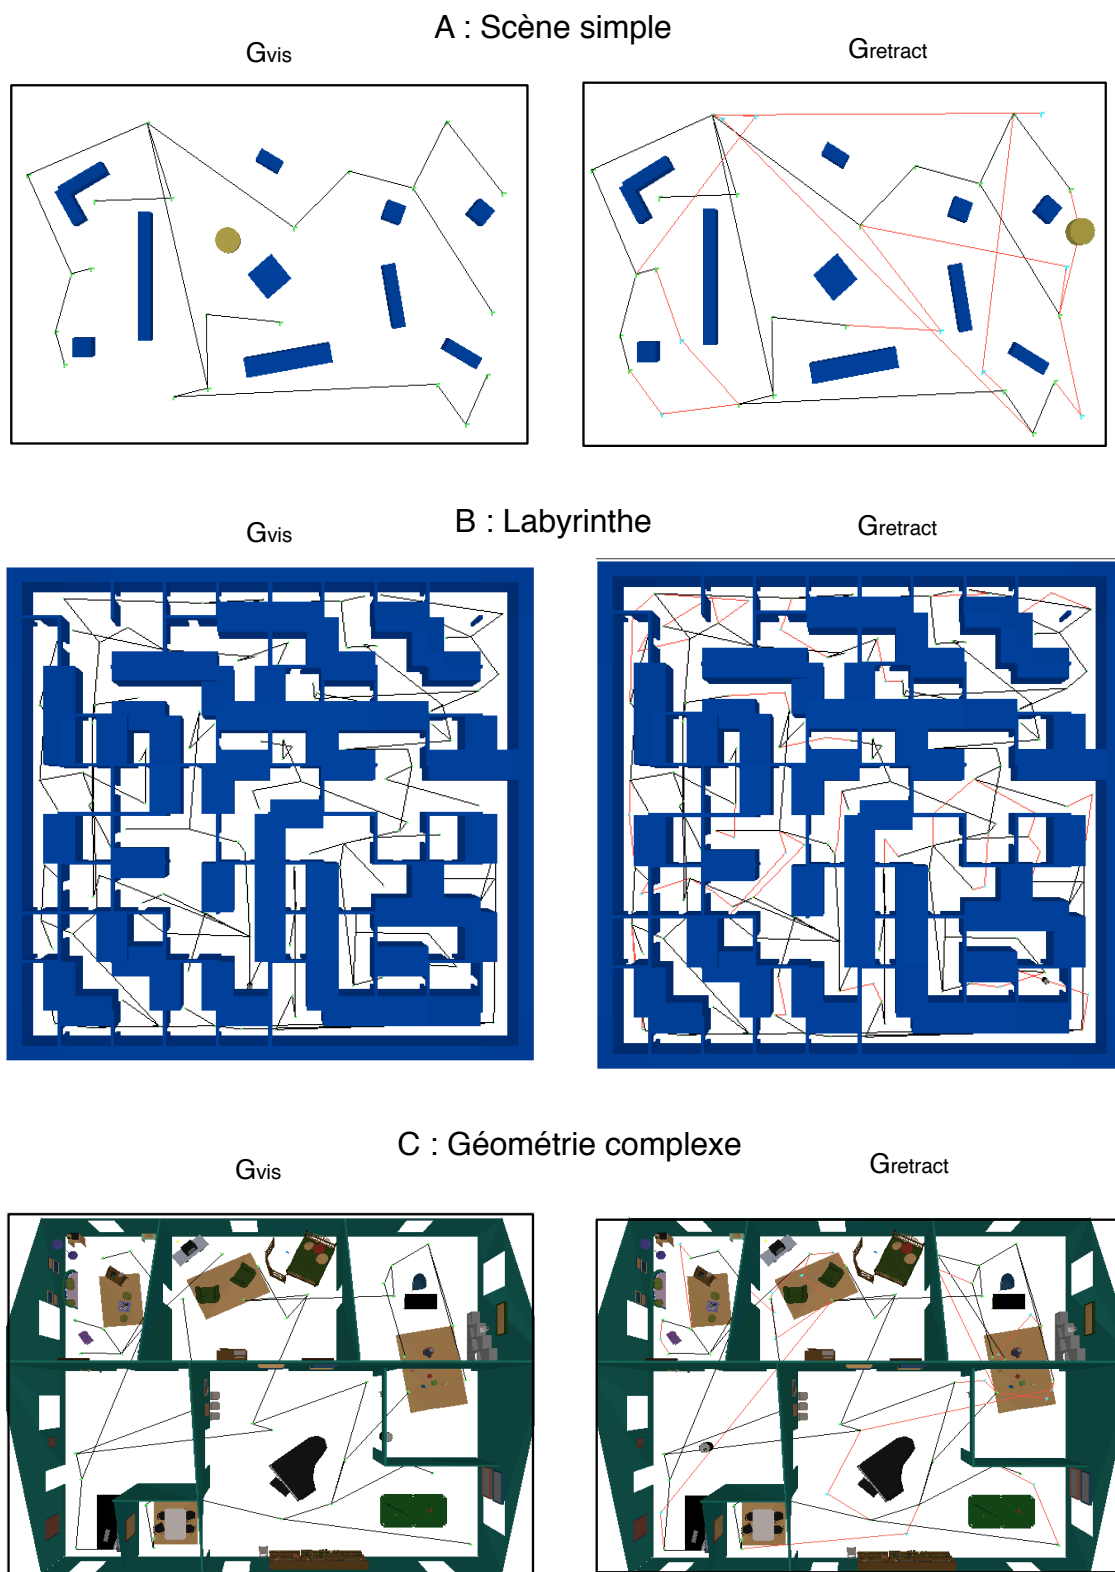 A : Scène simple
Gvis
Gretract
B : Labyrinthe
Gvis
Gretract
C : Géométrie complexe
Gvis
Gretract